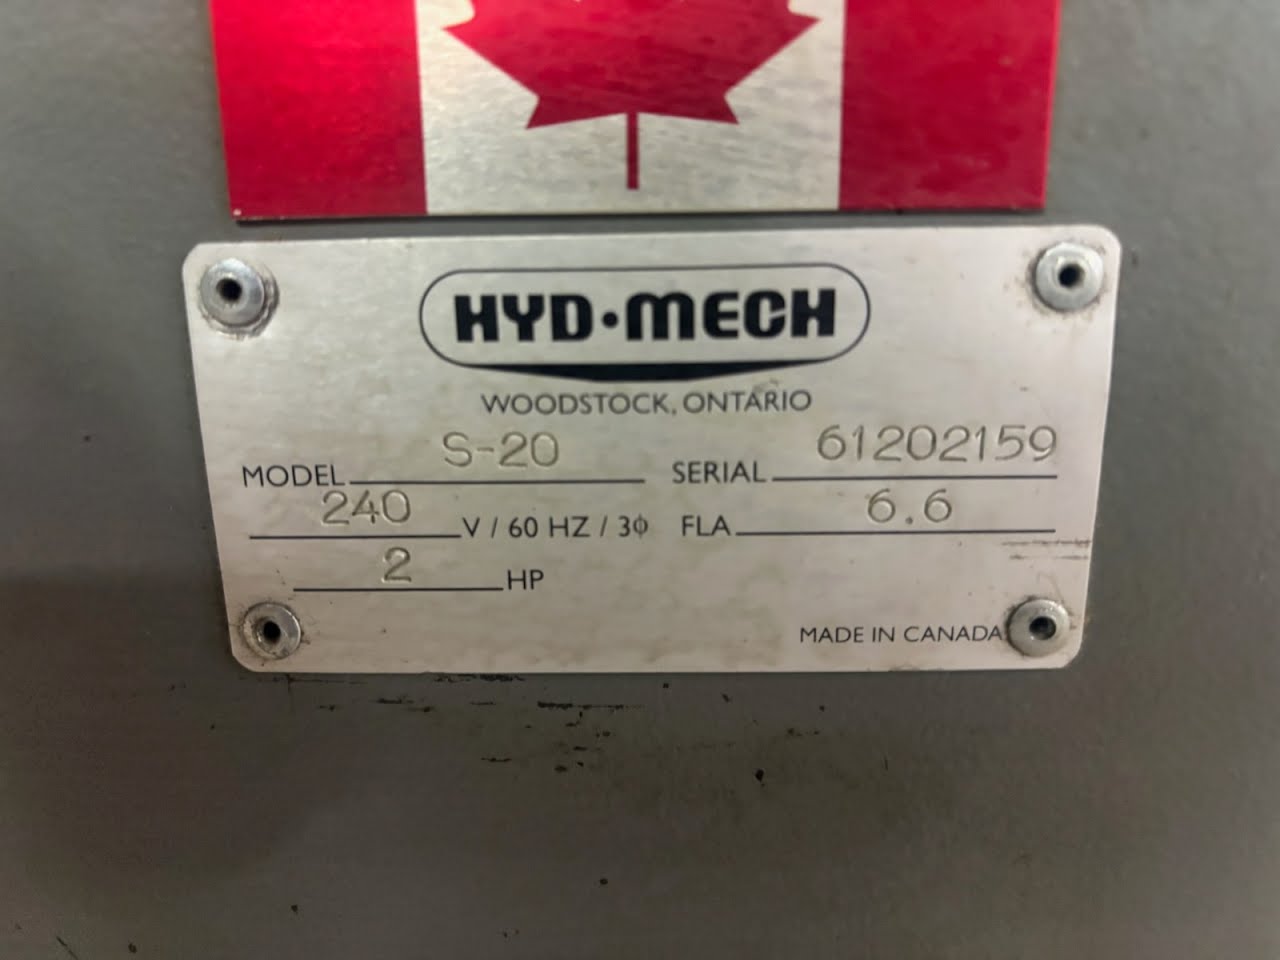 HYD•MECH
WOODSTOCK, ONTARIO
MODEL S-20 SERIAL 61202159
240 V / 60 HZ / 3ϕ FLA 6.6
2 HP
MADE IN CANADA